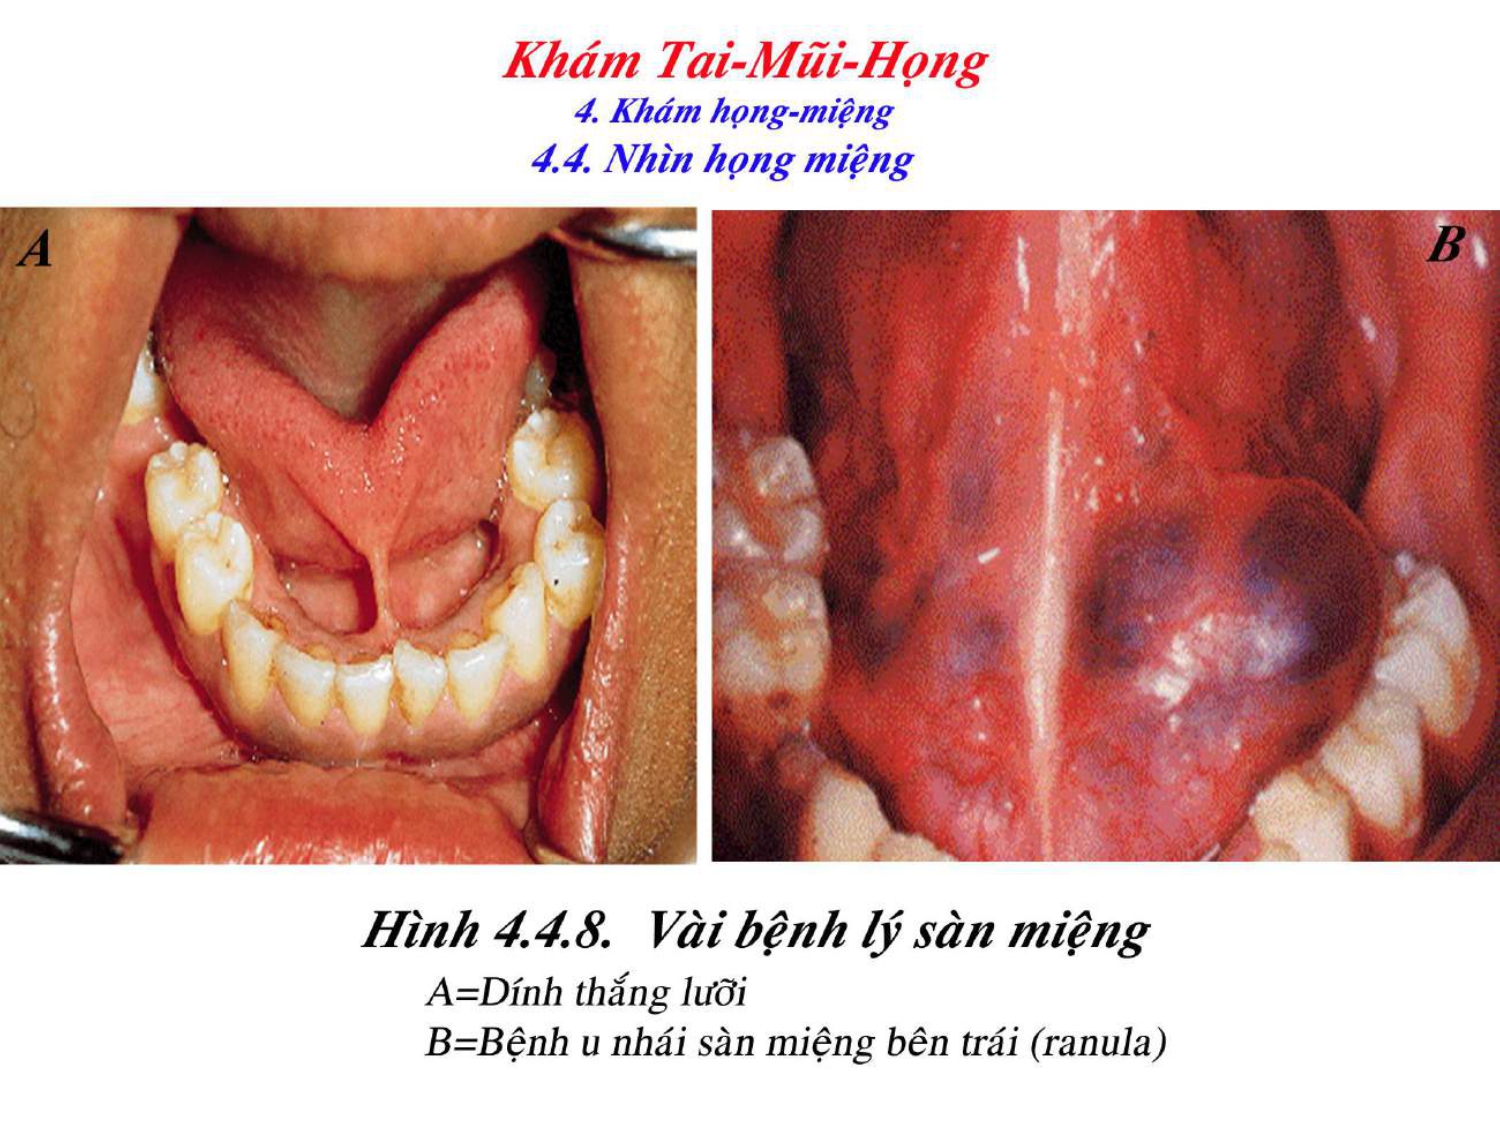 Khám Tai-Mũi-Họng
4. Khám họng-miệng
4.4. Nhìn họng miệng
A
B
Hình 4.4.8. Vài bệnh lý sàn miệng
A=Dính thắng lưỡi
B=Bệnh u nhái sàn miệng bên trái (ranula)